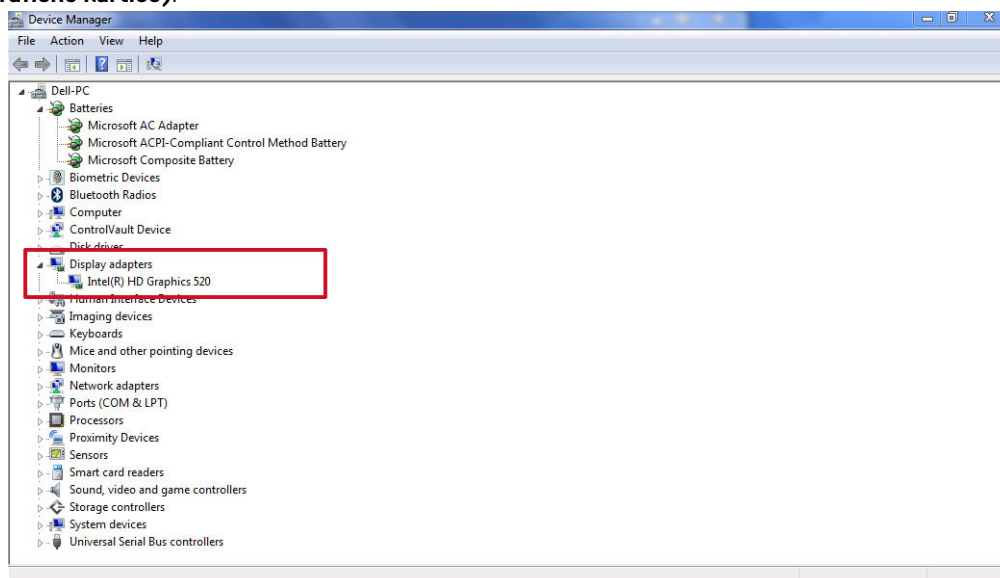 Device Manager
File Action View Help
Dell-PC
Batteries
Microsoft AC Adapter
Microsoft ACPI-Compliant Control Method Battery
Microsoft Composite Battery
Biometric Devices
Bluetooth Radios
Computer
ControlVault Device
Disk drives
Display adapters
Intel(R) HD Graphics 520
Human Interface Devices
Imaging devices
Keyboards
Mice and other pointing devices
Monitors
Network adapters
Ports (COM & LPT)
Processors
Proximity Devices
Sensors
Smart card readers
Sound, video and game controllers
Storage controllers
System devices
Universal Serial Bus controllers